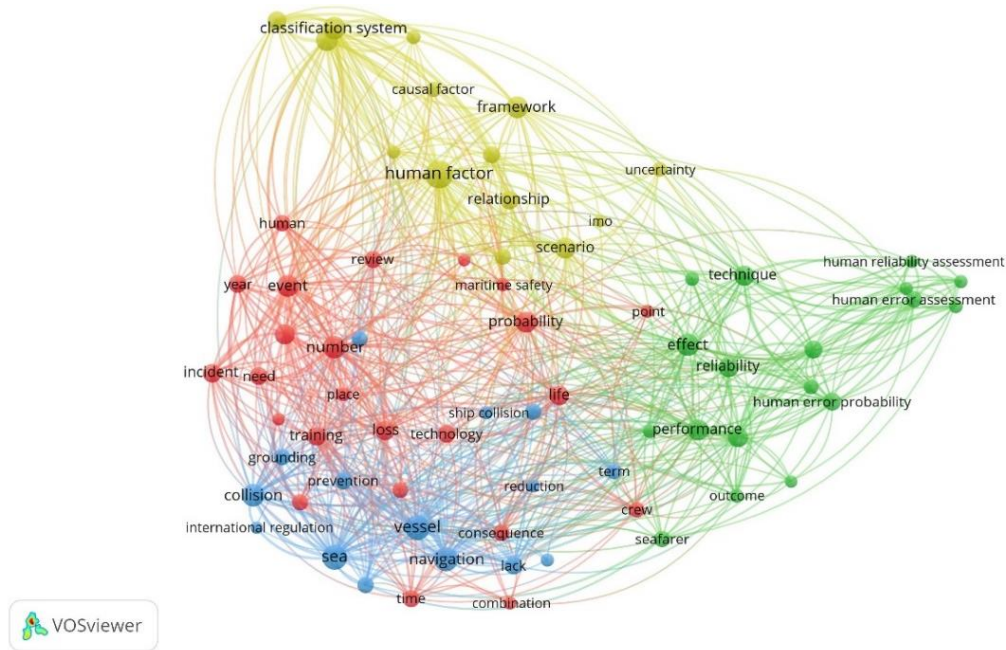 classification system
causal factor
framework
human factor
uncertainty
relationship
human
imo
scenario
review
human reliability assessment
technique
year
event
maritime safety
human error assessment
point
probability
number
effect
incident
need
reliability
place
life
human error probability
ship collision
training
loss
technology
performance
grounding
term
prevention
reduction
collision
outcome
crew
international regulation
vessel
consequence
seafarer
sea
navigation
lack
time
combination
VOSviewer